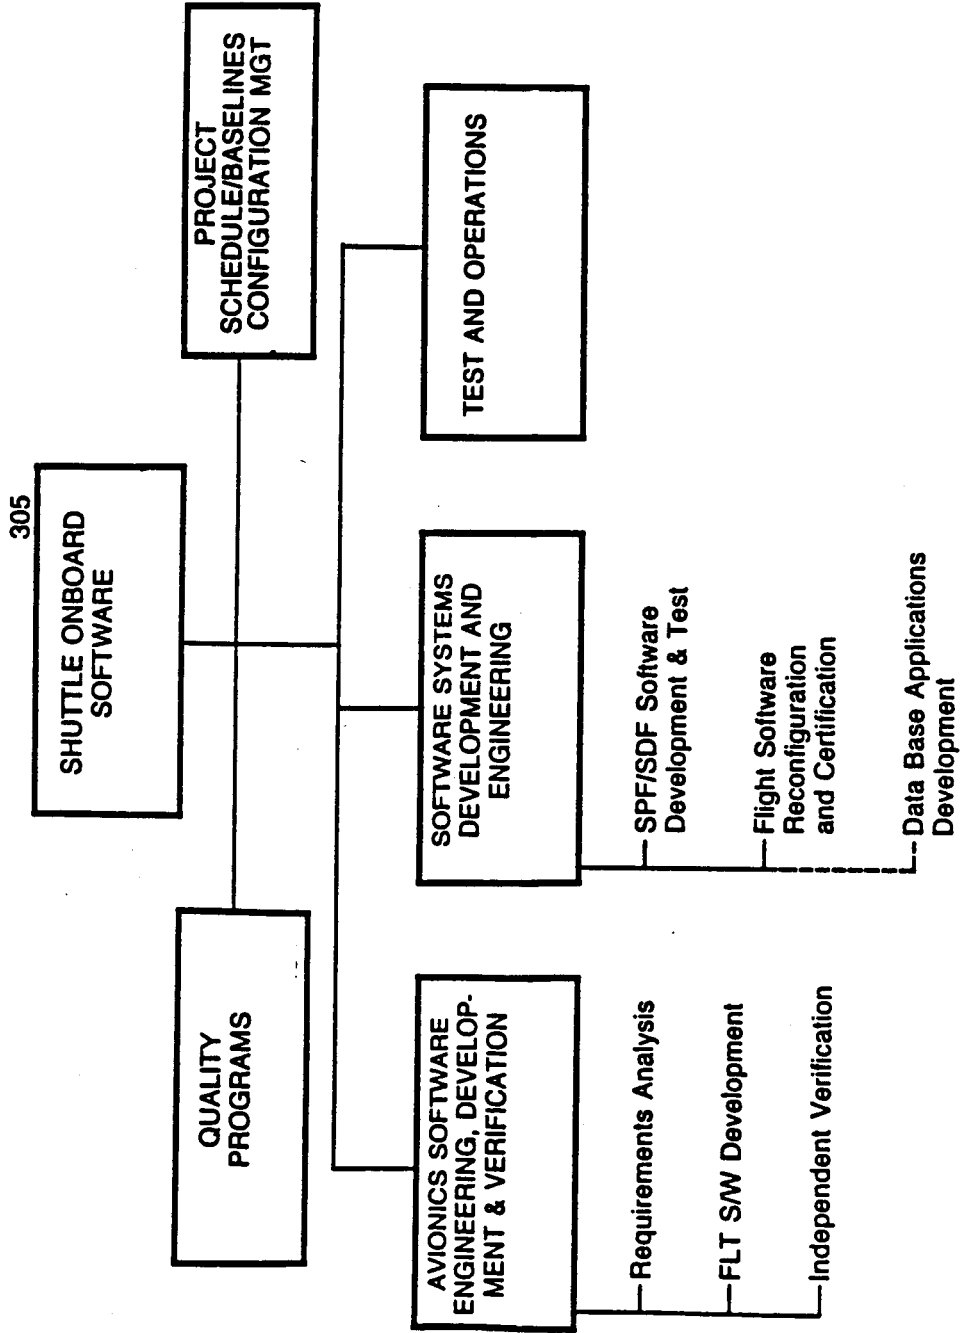 305
SHUTTLE ONBOARD
SOFTWARE
QUALITY
PROGRAMS
PROJECT
SCHEDULE/BASELINES
CONFIGURATION MGT
AVIONICS SOFTWARE
ENGINEERING, DEVELOP-
MENT & VERIFICATION
Requirements Analysis
FLT S/W Development
Independent Verification
SOFTWARE SYSTEMS
DEVELOPMENT AND
ENGINEERING
SPF/SDF Software
Development & Test
Flight Software
Reconfiguration
and Certification
Data Base Applications
Development
TEST AND OPERATIONS